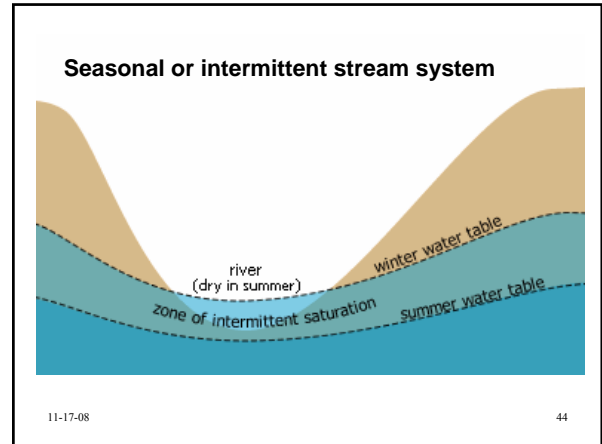 Seasonal or intermittent stream system
river
(dry in summer)
winter water table
zone of intermittent saturation
summer water table
11-17-08
44